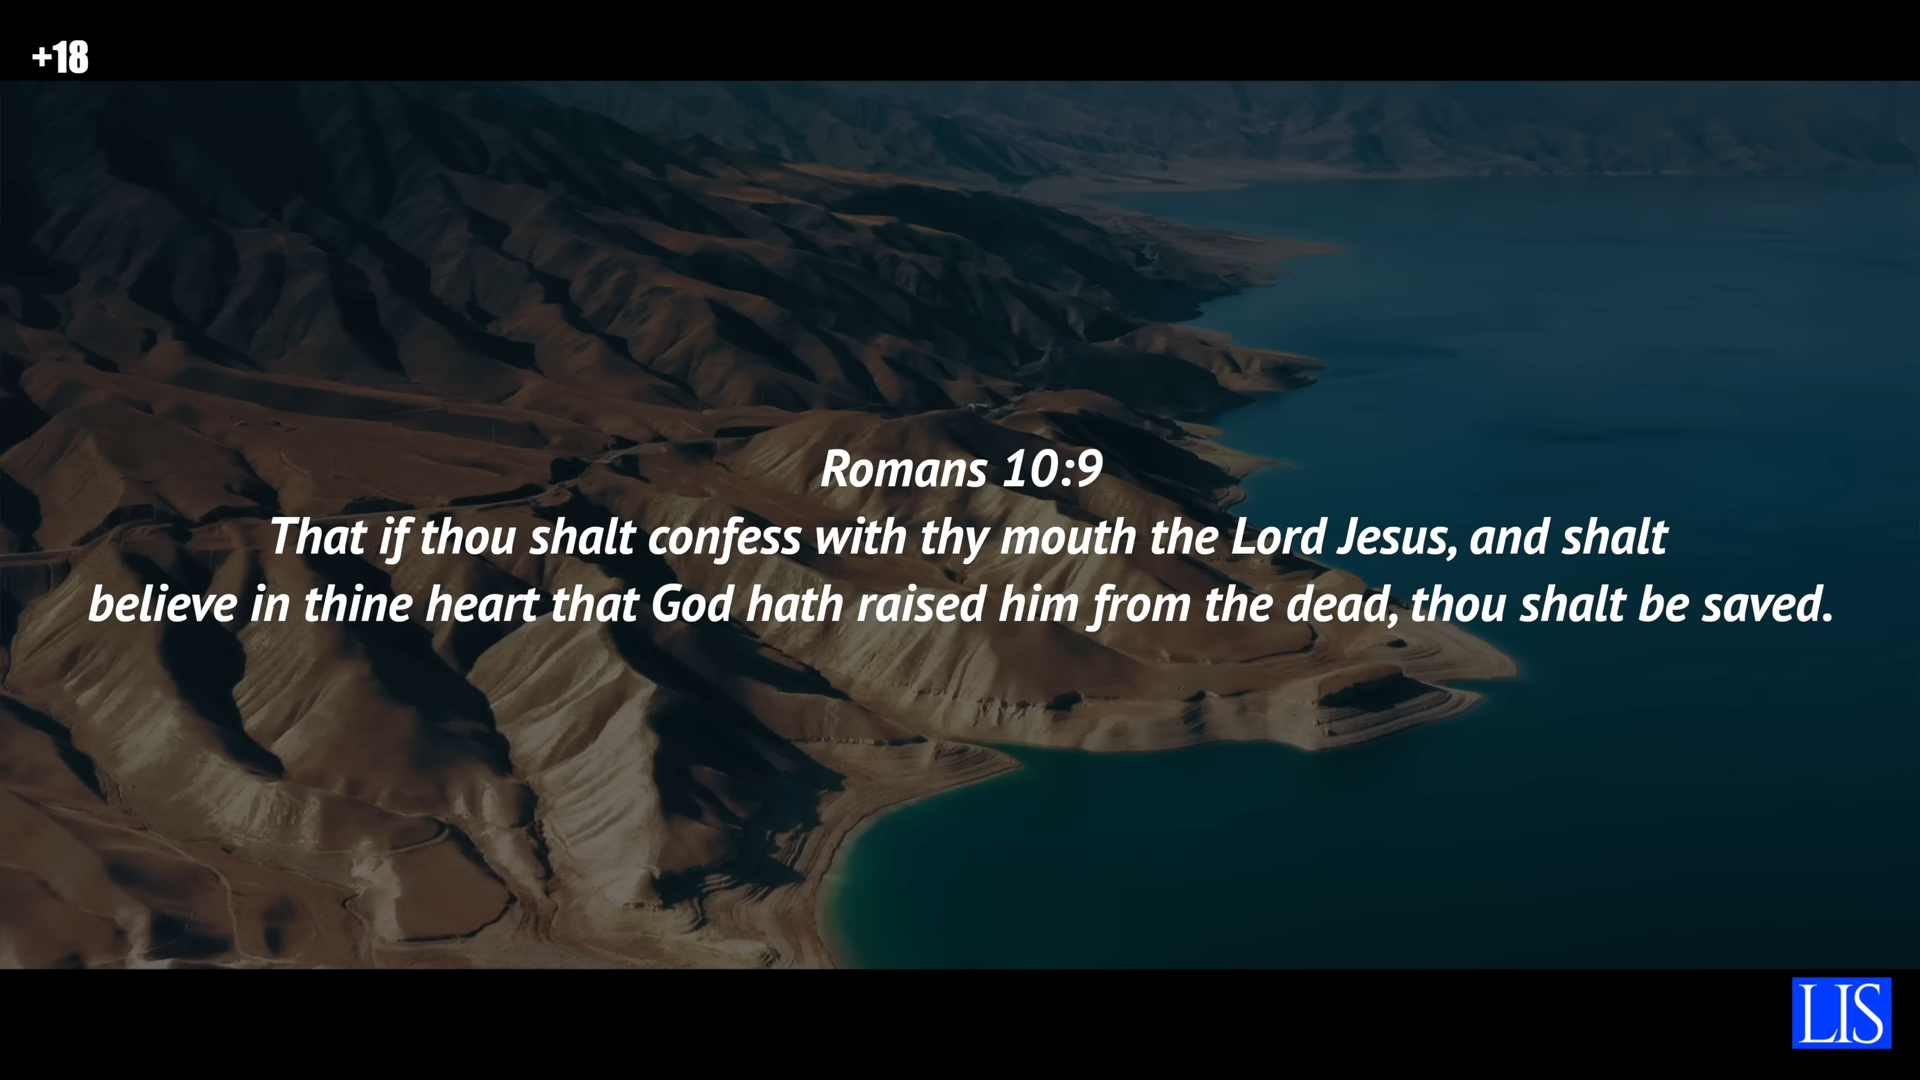 +18
Romans 10:9
That if thou shalt confess with thy mouth the Lord Jesus, and shalt
believe in thine heart that God hath raised him from the dead, thou shalt be saved.
LIS